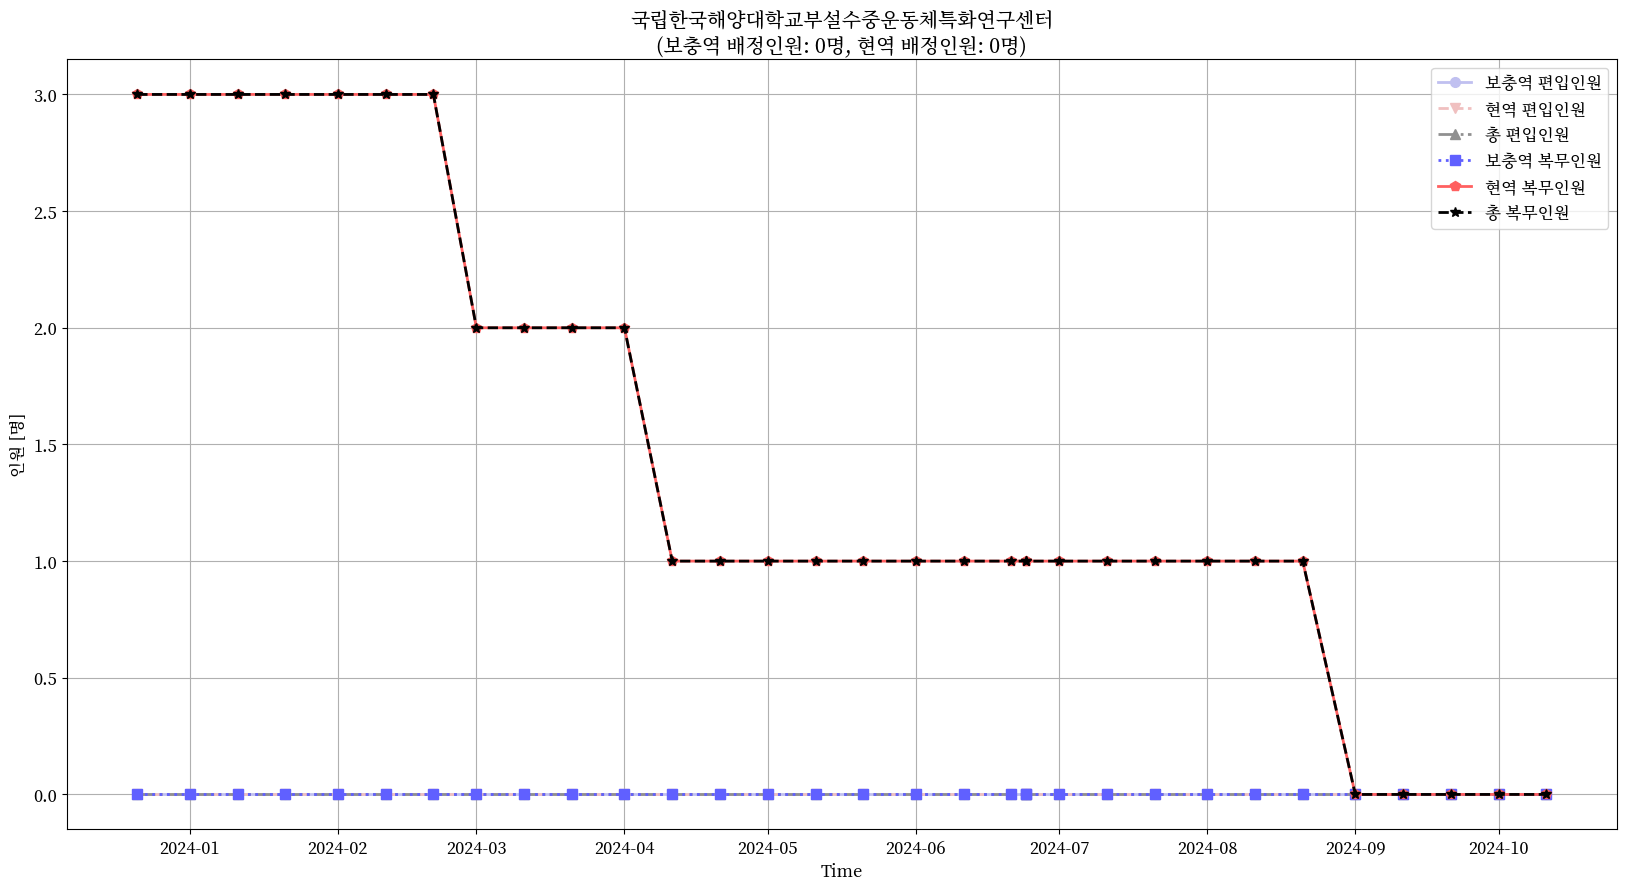 국립한국해양대학교부설수중운동체특화연구센터
(보충역 배정인원: 0명, 현역 배정인원: 0명)
보충역 편입인원
현역 편입인원
총 편입인원
보충역 복무인원
현역 복무인원
총 복무인원
인원 [명]
3.0
2.5
2.0
1.5
1.0
0.5
0.0
2024-01 2024-02 2024-03 2024-04 2024-05 2024-06 2024-07 2024-08 2024-09 2024-10
Time